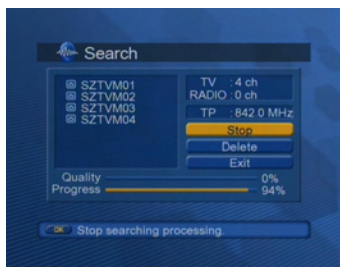 Search
SZTVM01
SZTVM02
SZTVM03
SZTVM04
TV : 4 ch
RADIO : 0 ch
TP : 842.0 MHz
Stop
Delete
Exit
Quality 0%
Progress 94%
OK Stop searching processing.